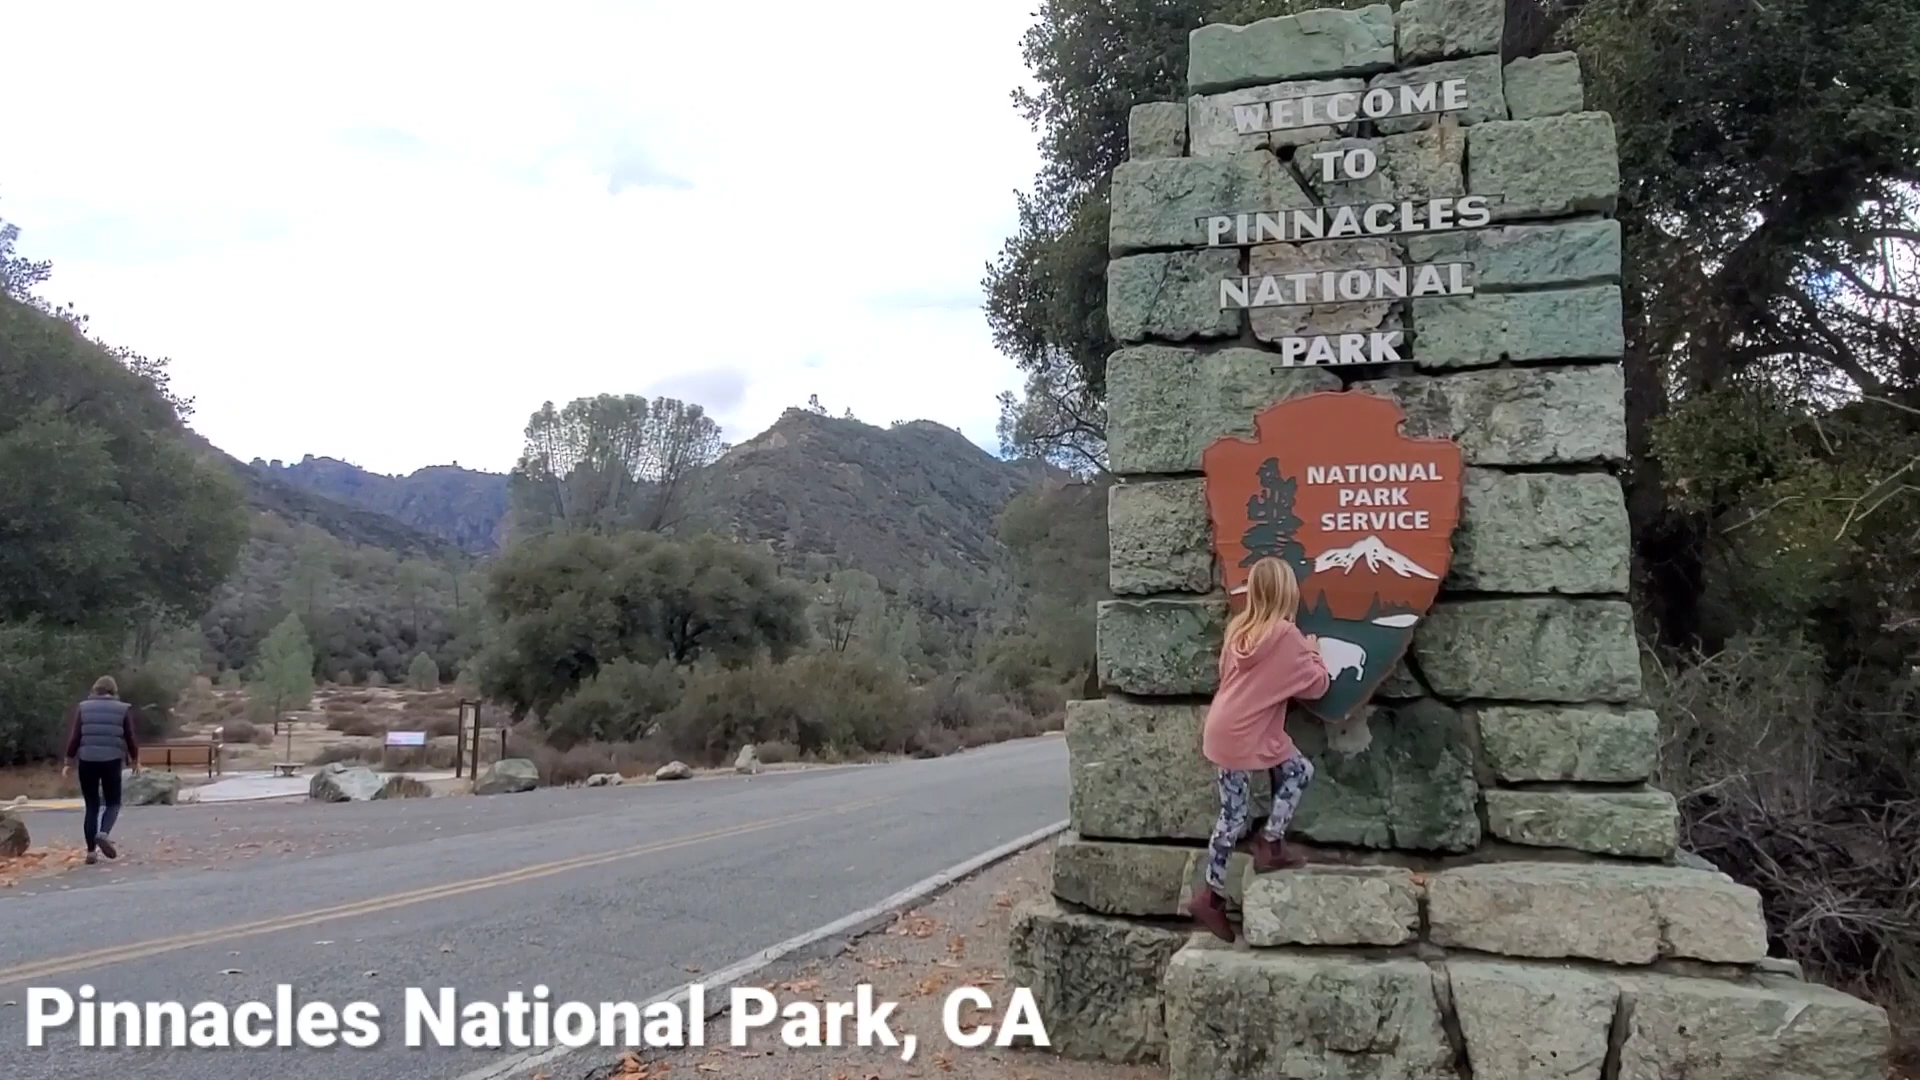 WELCOME
TO
PINNACLES
NATIONAL
PARK
NATIONAL
PARK
SERVICE
Pinnacles National Park, CA